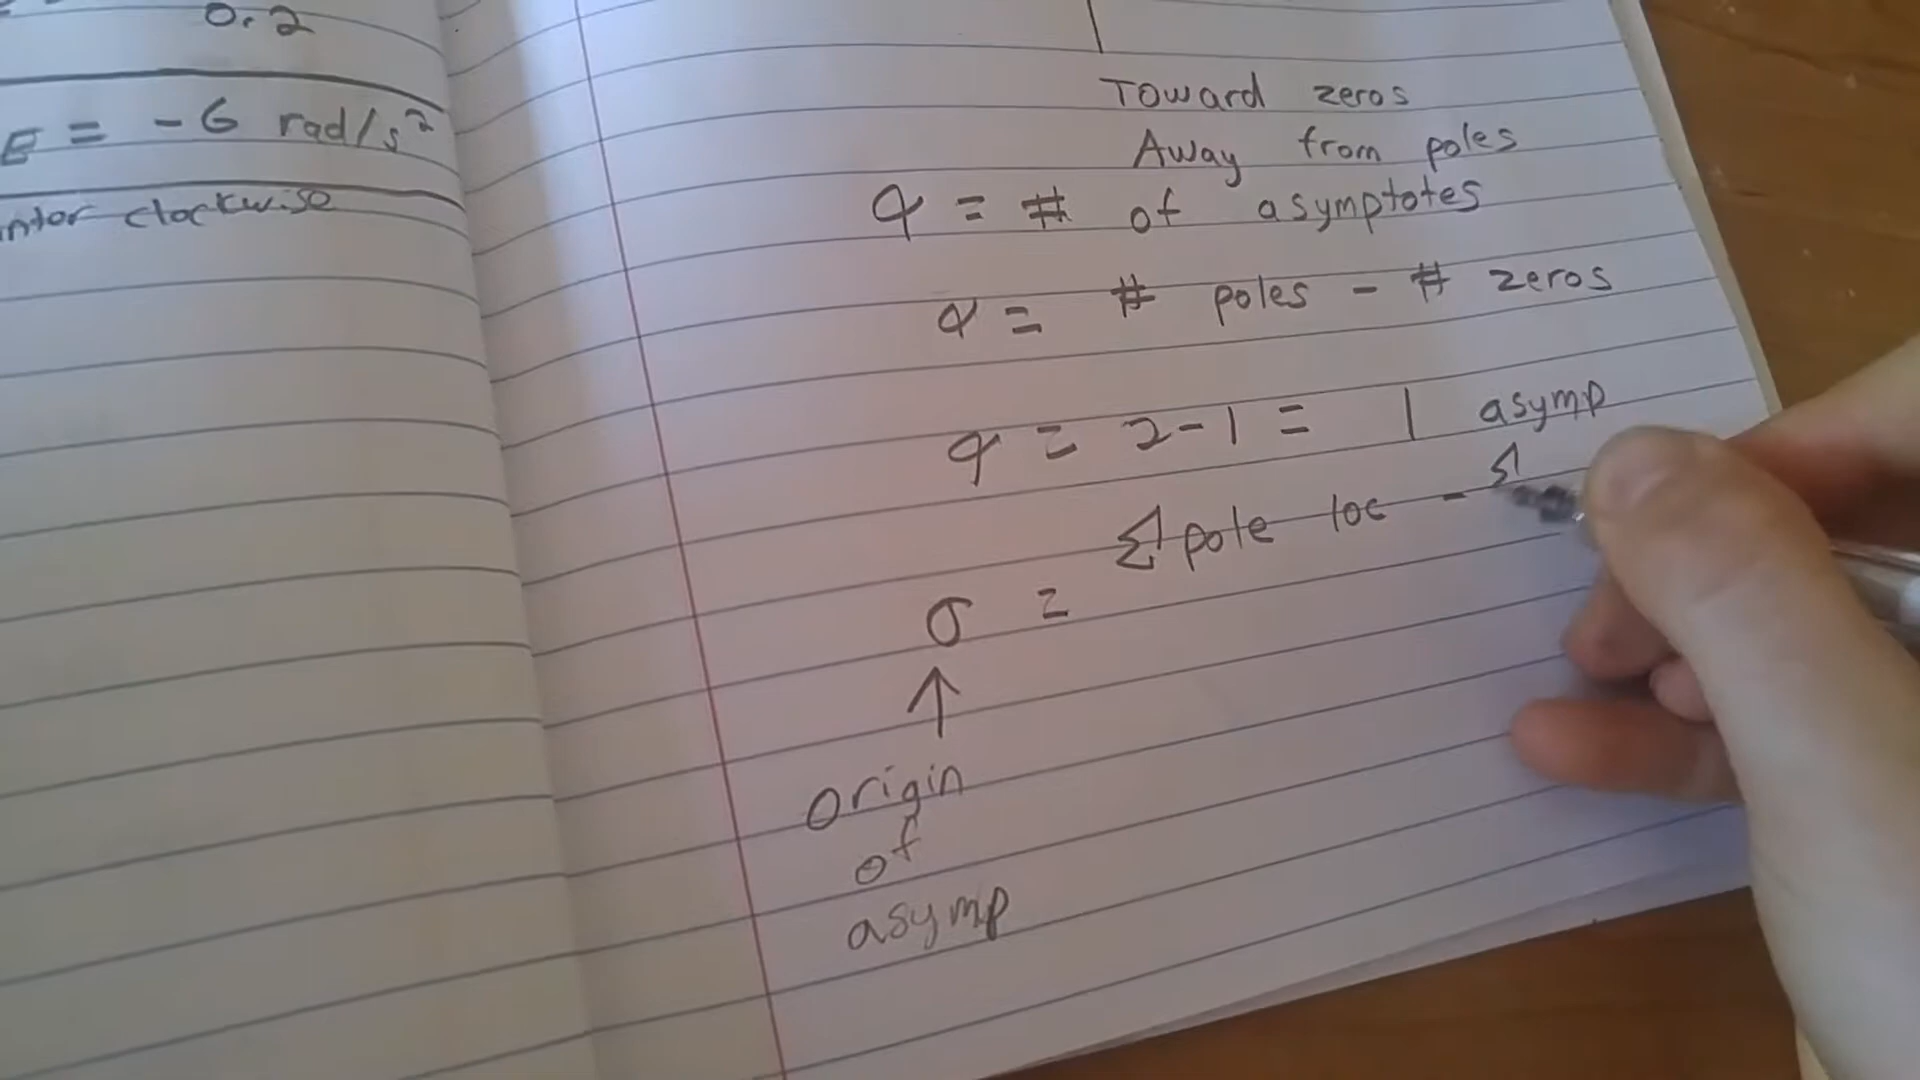 0.2
= -6 rad/s²
clockwise
Toward zeros
Away from poles
q = # of asymptotes
α = # poles - # zeros
q = 2-1 = 1 asymp
Σ pole loc - Σ
σ =
↑
origin
of
asymp